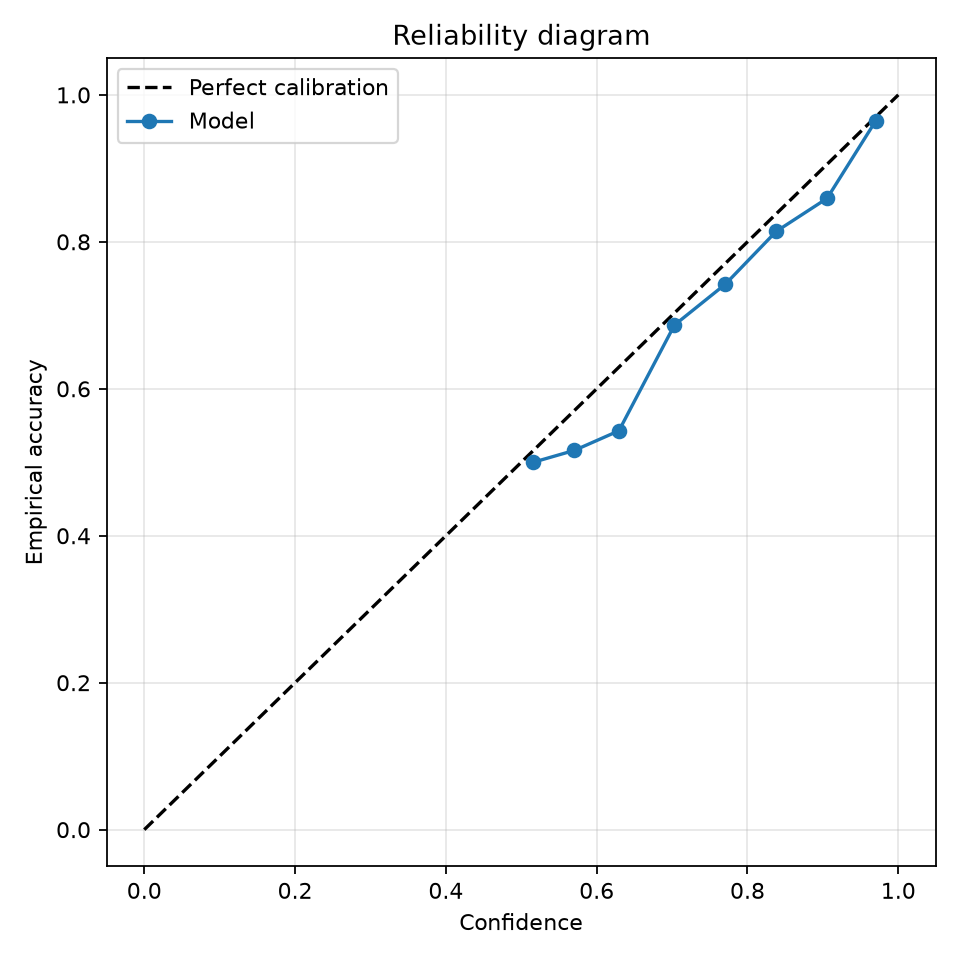 Reliability diagram
Perfect calibration
Model
1.0
0.8
0.6
0.4
0.2
0.0
Empirical accuracy
0.0 0.2 0.4 0.6 0.8 1.0
Confidence